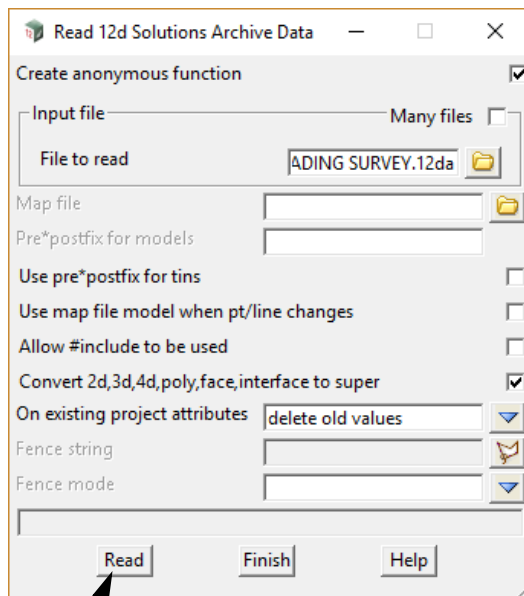 Read 12d Solutions Archive Data
Create anonymous function
Input file Many files
File to read ADING SURVEY.12da
Map file
Pre*postfix for models
Use pre*postfix for tins
Use map file model when pt/line changes
Allow #include to be used
Convert 2d,3d,4d,poly,face,interface to super
On existing project attributes delete old values
Fence string
Fence mode
Read Finish Help